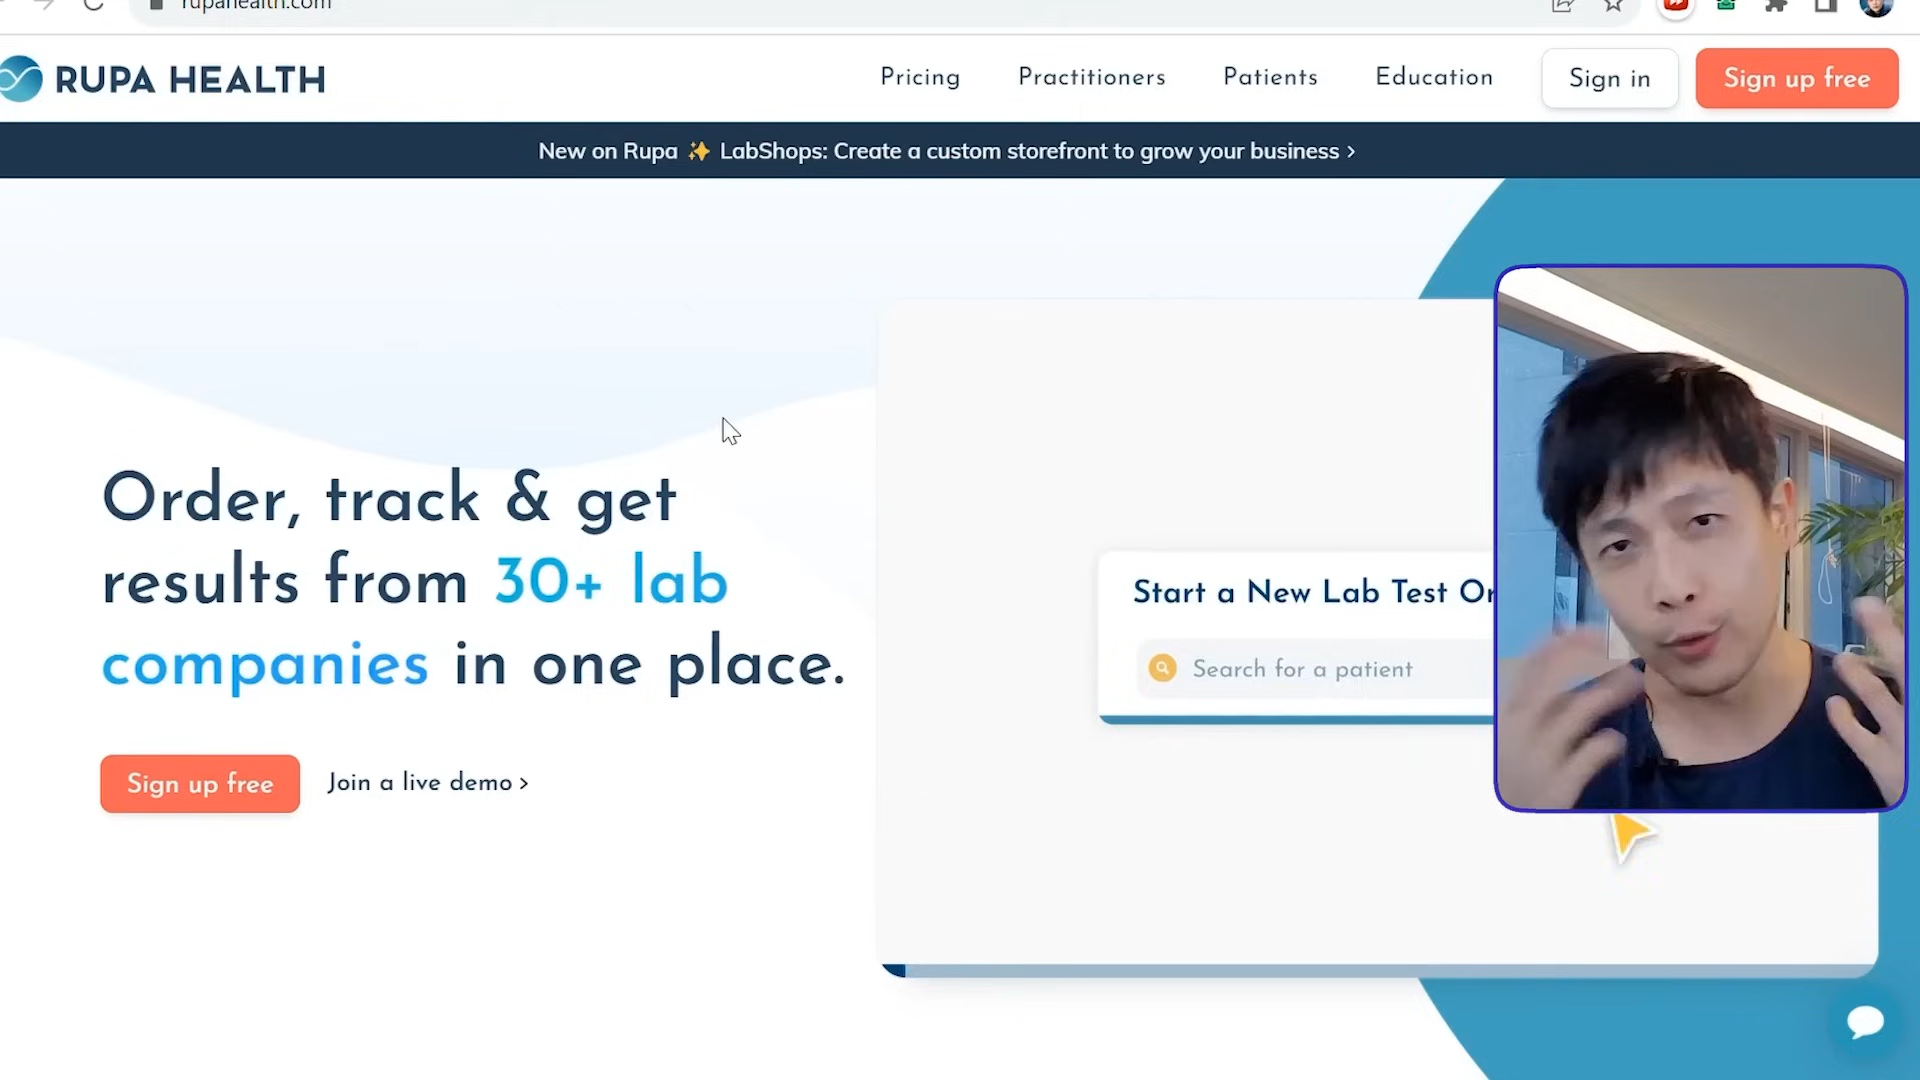 rupahealth.com
RUPA HEALTH
Pricing
Practitioners
Patients
Education
Sign in
Sign up free
New on Rupa ✨ LabShops: Create a custom storefront to grow your business >
Order, track & get
results from 30+ lab
companies in one place.
Sign up free
Join a live demo >
Start a New Lab Test Or
Search for a patient